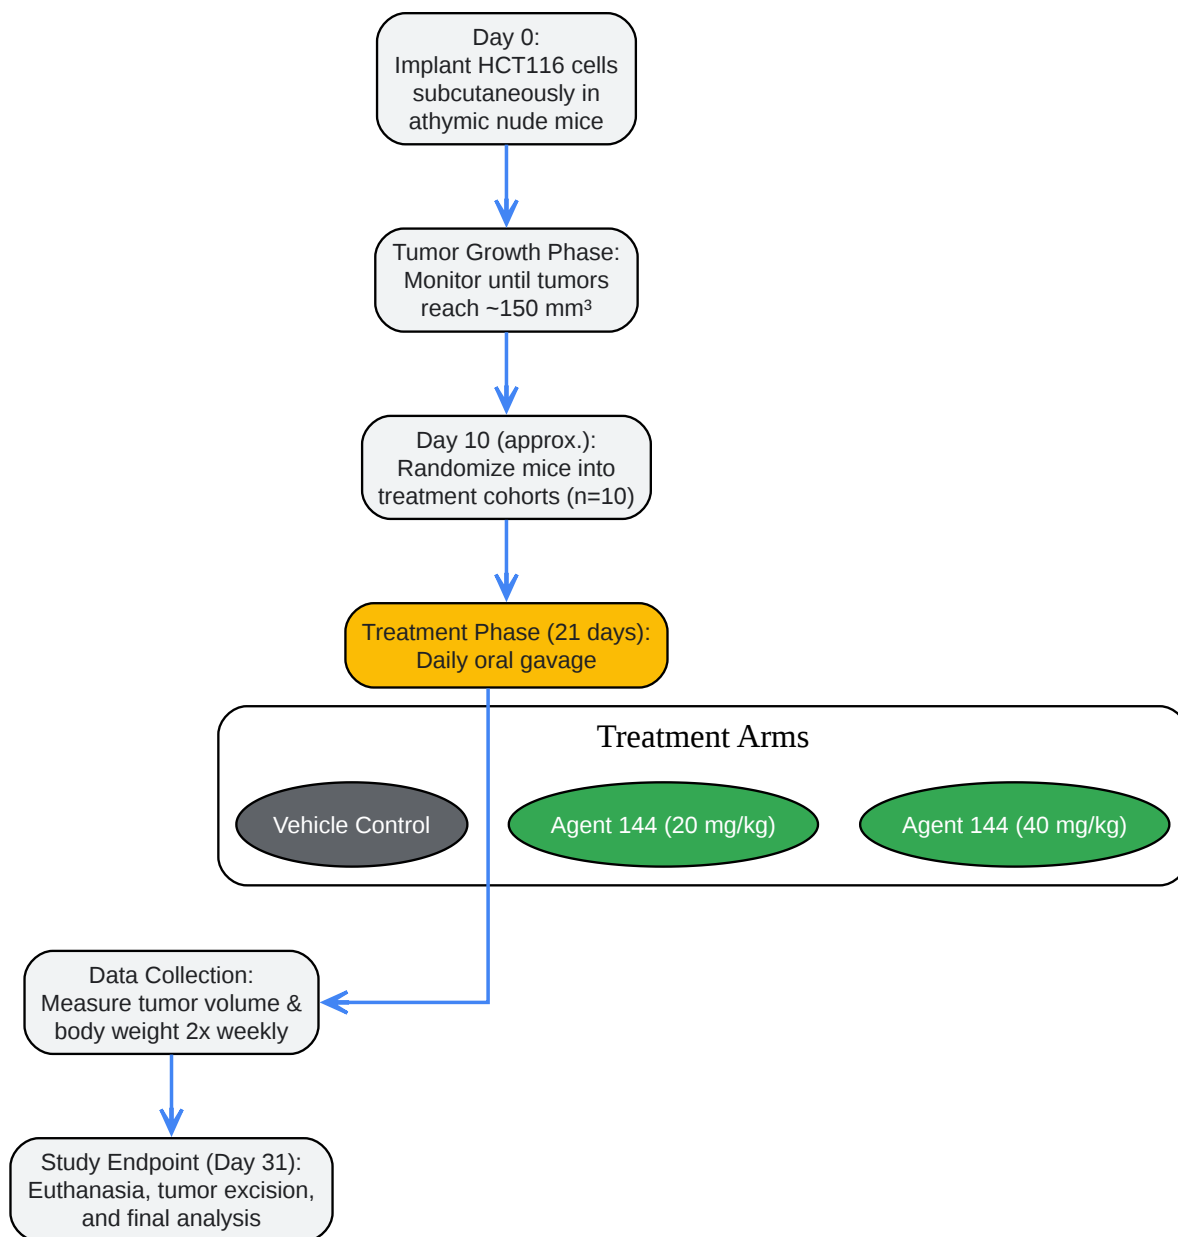 Day 0:
Implant HCT116 cells
subcutaneously in
athymic nude mice
Tumor Growth Phase:
Monitor until tumors
reach ~150 mm³
Day 10 (approx.):
Randomize mice into
treatment cohorts (n=10)
Treatment Phase (21 days):
Daily oral gavage
Treatment Arms
Vehicle Control
Agent 144 (20 mg/kg)
Agent 144 (40 mg/kg)
Data Collection:
Measure tumor volume &
body weight 2x weekly
Study Endpoint (Day 31):
Euthanasia, tumor excision,
and final analysis